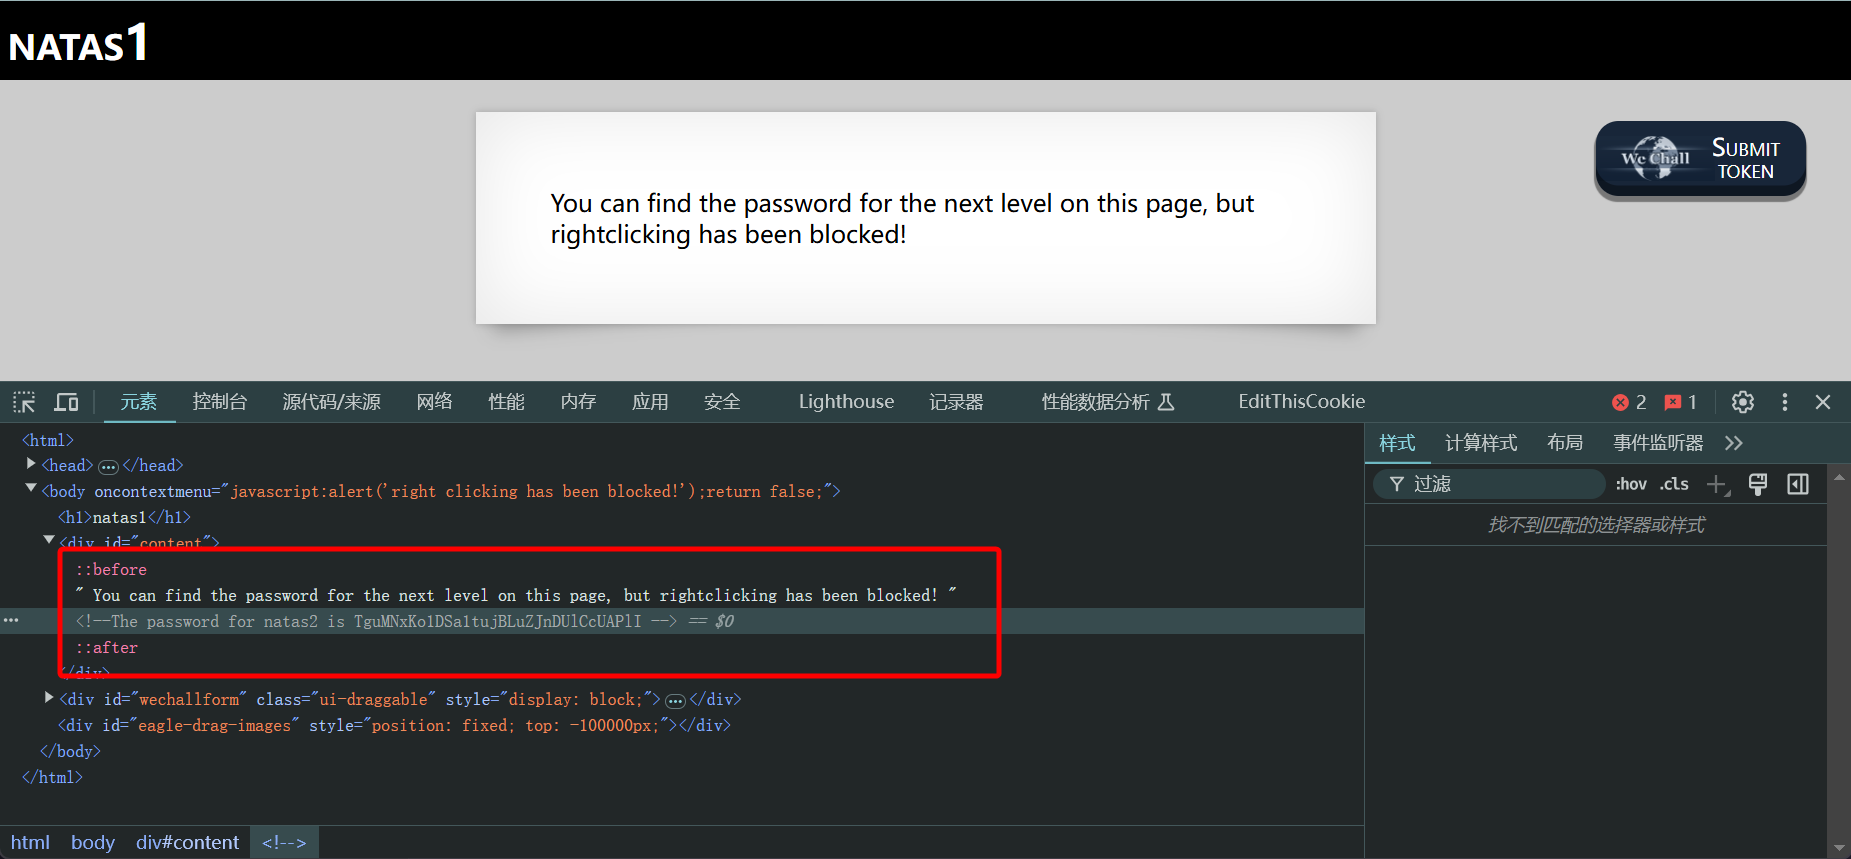 NATAS1
You can find the password for the next level on this page, but
rightclicking has been blocked!
We Chall
SUBMIT
TOKEN
元素 控制台 源代码/来源 网络 性能 内存 应用 安全 Lighthouse 记录器 性能数据分析 EditThisCookie 2 1
<html>
<head> ••• </head>
<body oncontextmenu="javascript:alert('right clicking has been blocked!');return false;">
<h1>natas1</h1>
<div id="content">
::before
" You can find the password for the next level on this page, but rightclicking has been blocked! "
••• <!--The password for natas2 is TguMNxKo1DSa1tujBLuZJnDUlCcUAPlI --> == $0
::after
</div>
<div id="wechallform" class="ui-draggable" style="display: block;"> ••• </div>
<div id="eagle-drag-images" style="position: fixed; top: -100000px;"></div>
</body>
</html>
html body div#content <!-->
样式 计算样式 布局 事件监听器
过滤 :hov .cls
找不到匹配的选择器或样式